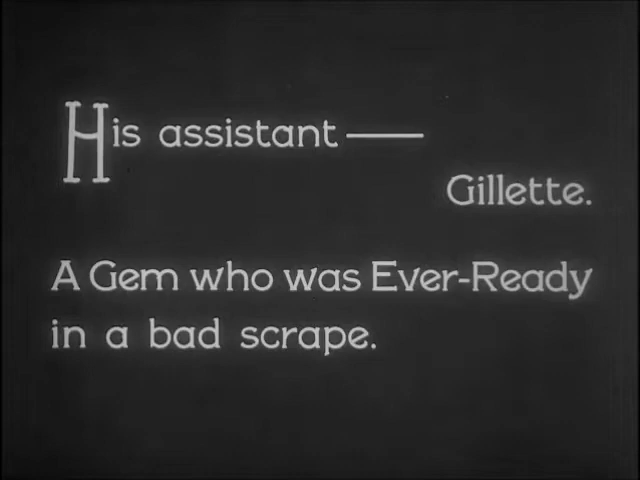 His assistant——
Gillette.
A Gem who was Ever-Ready
in a bad scrape.